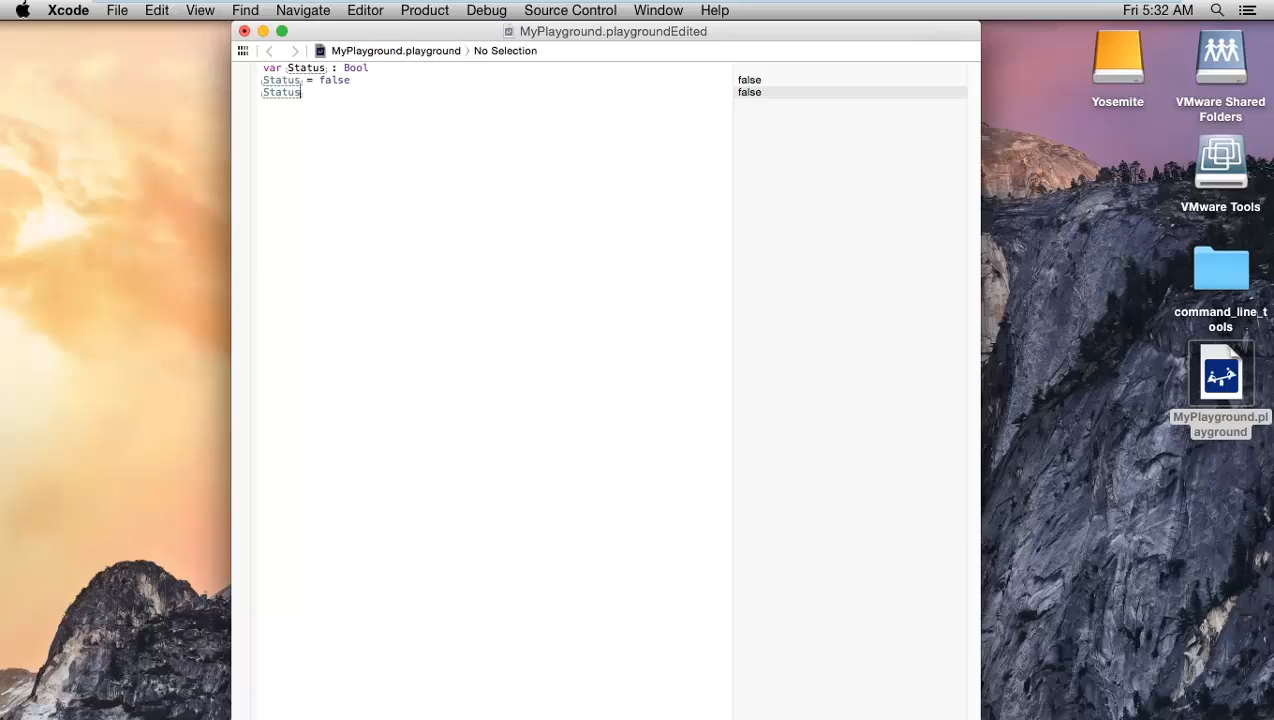 Xcode File Edit View Find Navigate Editor Product Debug Source Control Window Help Fri 5:32 AM
MyPlayground.playgroundEdited
MyPlayground.playground No Selection
var Status : Bool
Status = false
false
Status
false
Yosemite
VMware Shared
Folders
VMware Tools
command_line_t
ools
MyPlayground.pl
ayground